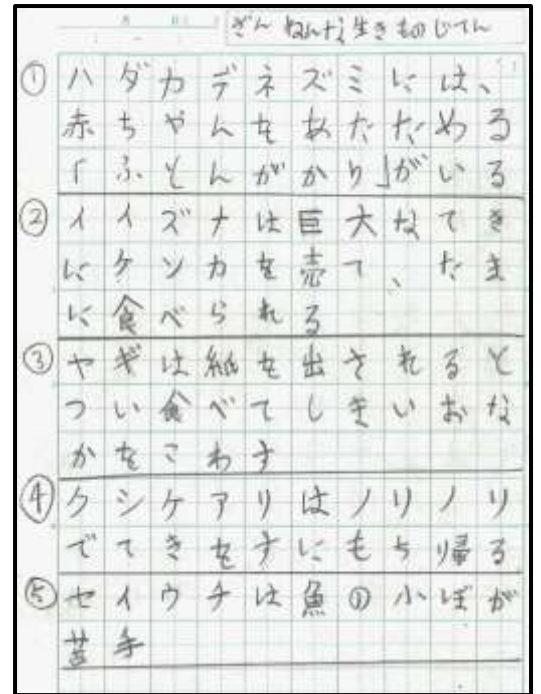 ざんねんな生きものじてん
① ハダカデネズミには、
赤ちゃんをあたためる
「ふとんがかり」がいる
② イイズナは巨大なてき
にケンカを売て、たま
に食べられる
③ ヤギは紙を出されると
つい食べてしまいおな
かをこわす
④ クシケアリはノリノリ
でてきをすにもち帰る
⑤ セイウチは魚の小ぼが
苦手